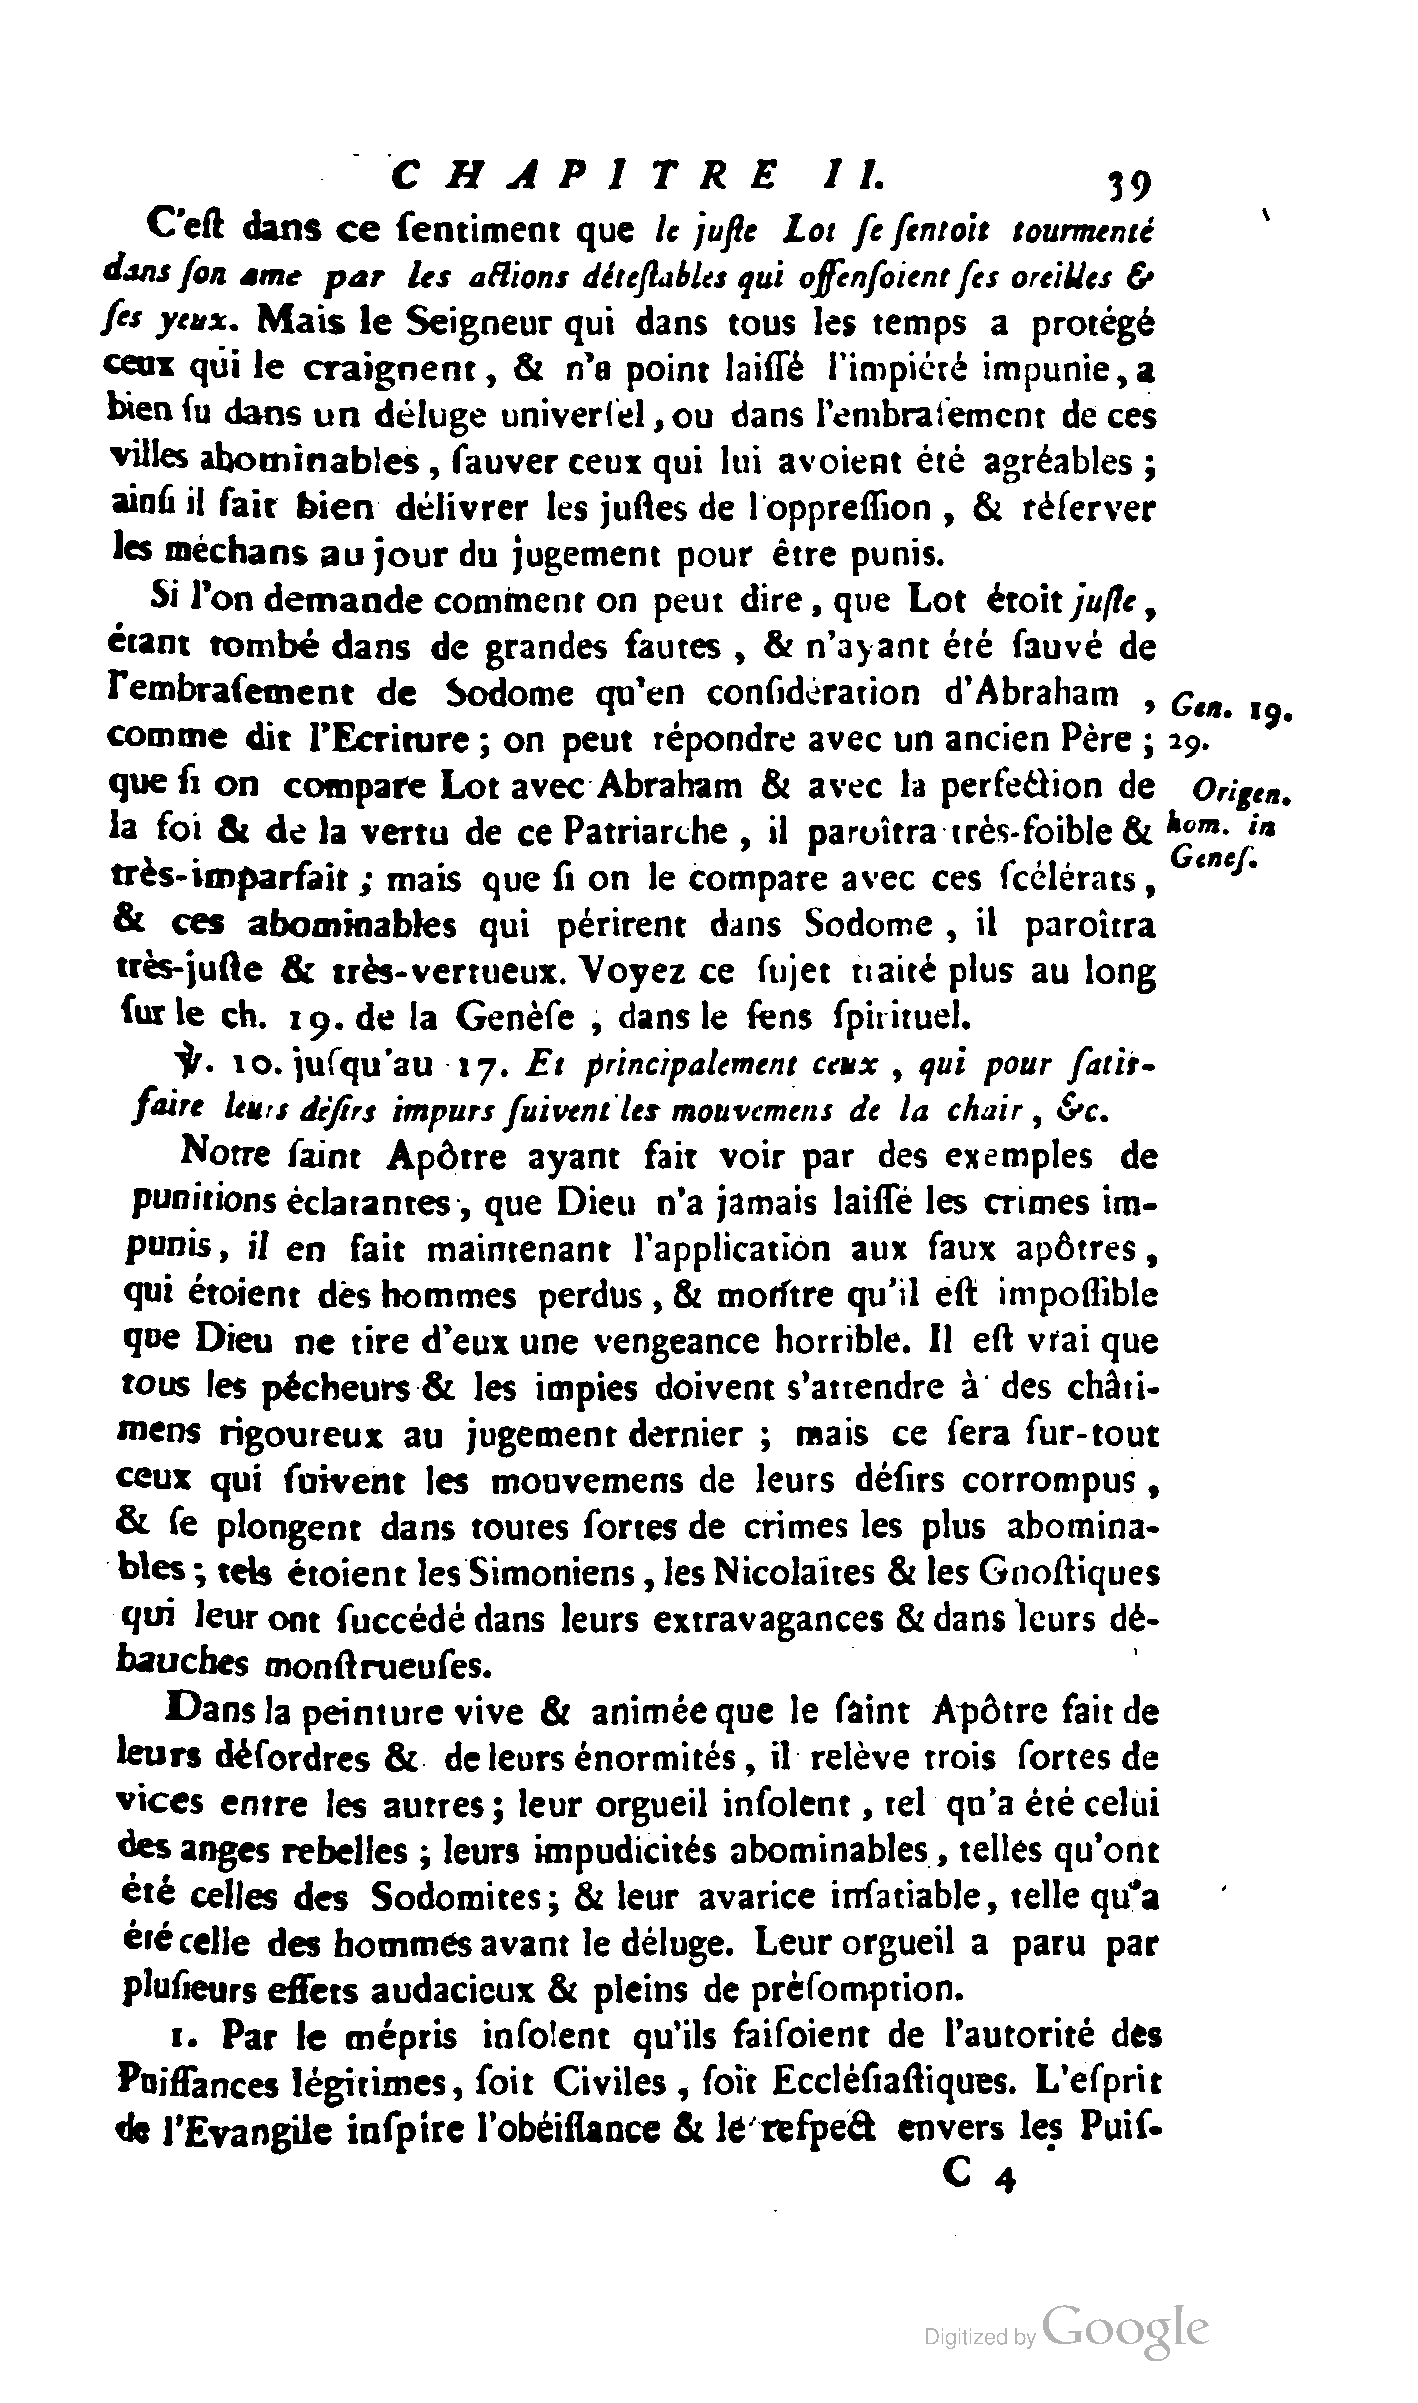 CHAPITRE II. 39
C'eſt dans ce ſentiment que le juſte Lot ſe ſentoit tourmenté
dans ſon ame par les actions déteſtables qui offenſoient ſes oreilles &
ſes yeux. Mais le Seigneur qui dans tous les temps a protégé
ceux qui le craignent, & n'a point laiſſé l'impiété impunie, a
bien ſu dans un déluge univerſel, ou dans l'embraſement de ces
villes abominables, ſauver ceux qui lui avoient été agréables ;
ainſi il ſait bien délivrer les juſtes de l'oppreſſion, & réſerver
les méchans au jour du jugement pour être punis.
Si l'on demande comment on peut dire, que Lot étoit juſte,
étant tombé dans de grandes fautes, & n'ayant été ſauvé de
l'embraſement de Sodome qu'en conſidération d'Abraham, Gen. 19.
comme dit l'Ecriture ; on peut répondre avec un ancien Père ; 29.
que ſi on compare Lot avec Abraham & avec la perfection de Origen.
la foi & de la vertu de ce Patriarche, il paroîtra très-foible & hom. in
très-imparfait ; mais que ſi on le compare avec ces ſcélérats, Geneſ.
& ces abominables qui périrent dans Sodome, il paroîtra
très-juſte & très-vertueux. Voyez ce ſujet traité plus au long
ſur le ch. 19. de la Genèſe, dans le ſens ſpirituel.
℣. 10. juſqu'au 17. Et principalement ceux, qui pour ſatis-
faire leurs déſirs impurs ſuivent les mouvemens de la chair, &c.
Notre ſaint Apôtre ayant fait voir par des exemples de
punitions éclatantes, que Dieu n'a jamais laiſſé les crimes im-
punis, il en fait maintenant l'application aux faux apôtres,
qui étoient des hommes perdus, & montre qu'il eſt impoſſible
que Dieu ne tire d'eux une vengeance horrible. Il eſt vrai que
tous les pécheurs & les impies doivent s'attendre à des châti-
mens rigoureux au jugement dernier ; mais ce ſera ſur-tout
ceux qui ſuivent les mouvemens de leurs déſirs corrompus,
& ſe plongent dans toutes ſortes de crimes les plus abomina-
bles ; tels étoient les Simoniens, les Nicolaïtes & les Gnoſtiques
qui leur ont ſuccédé dans leurs extravagances & dans leurs dé-
bauches monſtrueuſes.
Dans la peinture vive & animée que le ſaint Apôtre fait de
leurs déſordres & de leurs énormités, il relève trois ſortes de
vices entre les autres ; leur orgueil inſolent, tel qu'a été celui
des anges rebelles ; leurs impudicités abominables, telles qu'ont
été celles des Sodomites ; & leur avarice inſatiable, telle qu'a
été celle des hommes avant le déluge. Leur orgueil a paru par
pluſieurs effets audacieux & pleins de préſomption.
1. Par le mépris inſolent qu'ils faiſoient de l'autorité des
Puiſſances légitimes, ſoit Civiles, ſoit Eccléſiaſtiques. L'eſprit
de l'Evangile inſpire l'obéiſſance & le reſpect envers les Puiſ-
C 4
Digitized by Google